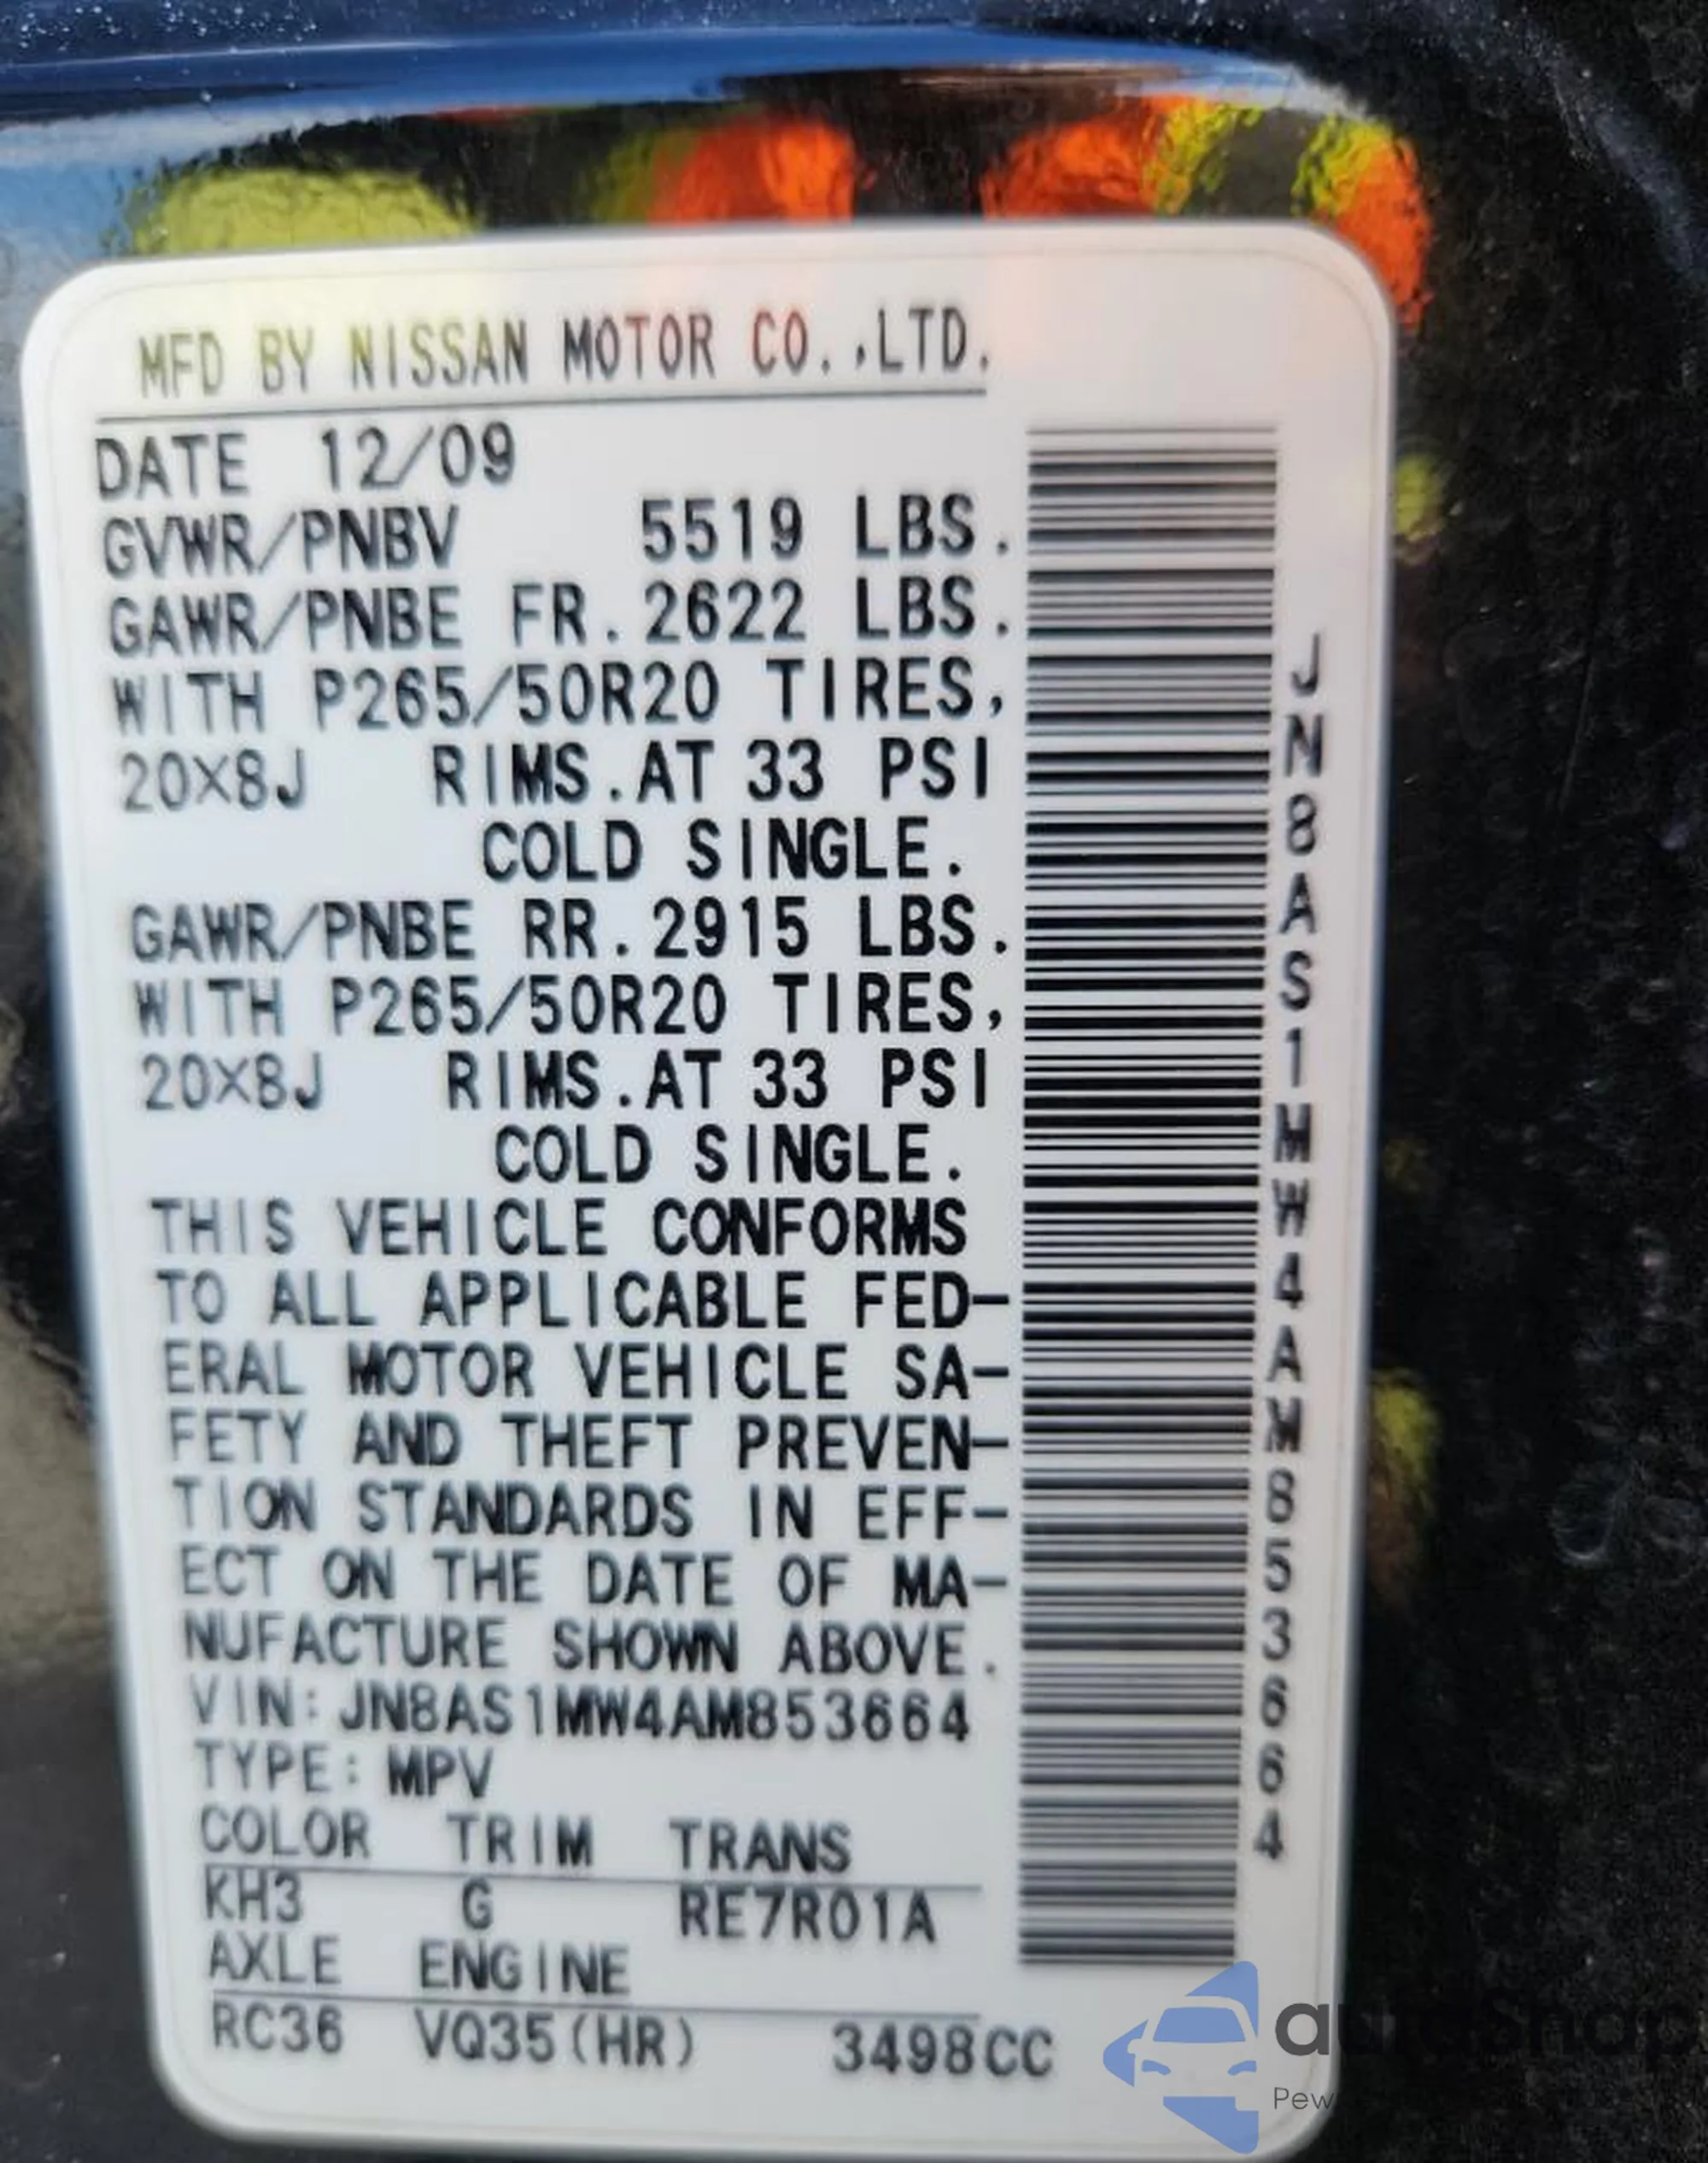 MFD BY NISSAN MOTOR CO.,LTD.
DATE 12/09
GVWR/PNBV 5519 LBS.
GAWR/PNBE FR.2622 LBS.
WITH P265/50R20 TIRES,
20X8J RIMS.AT 33 PSI
COLD SINGLE.
GAWR/PNBE RR.2915 LBS.
WITH P265/50R20 TIRES,
20X8J RIMS.AT 33 PSI
COLD SINGLE.
THIS VEHICLE CONFORMS
TO ALL APPLICABLE FED-
ERAL MOTOR VEHICLE SA-
FETY AND THEFT PREVEN-
TION STANDARDS IN EFF-
ECT ON THE DATE OF MA-
NUFACTURE SHOWN ABOVE.
VIN:JN8AS1MW4AM853664
TYPE:MPV
COLOR TRIM TRANS
KH3 G RE7R01A
AXLE ENGINE
RC36 VQ35(HR) 3498CC
JN8AS1MW4AM853664